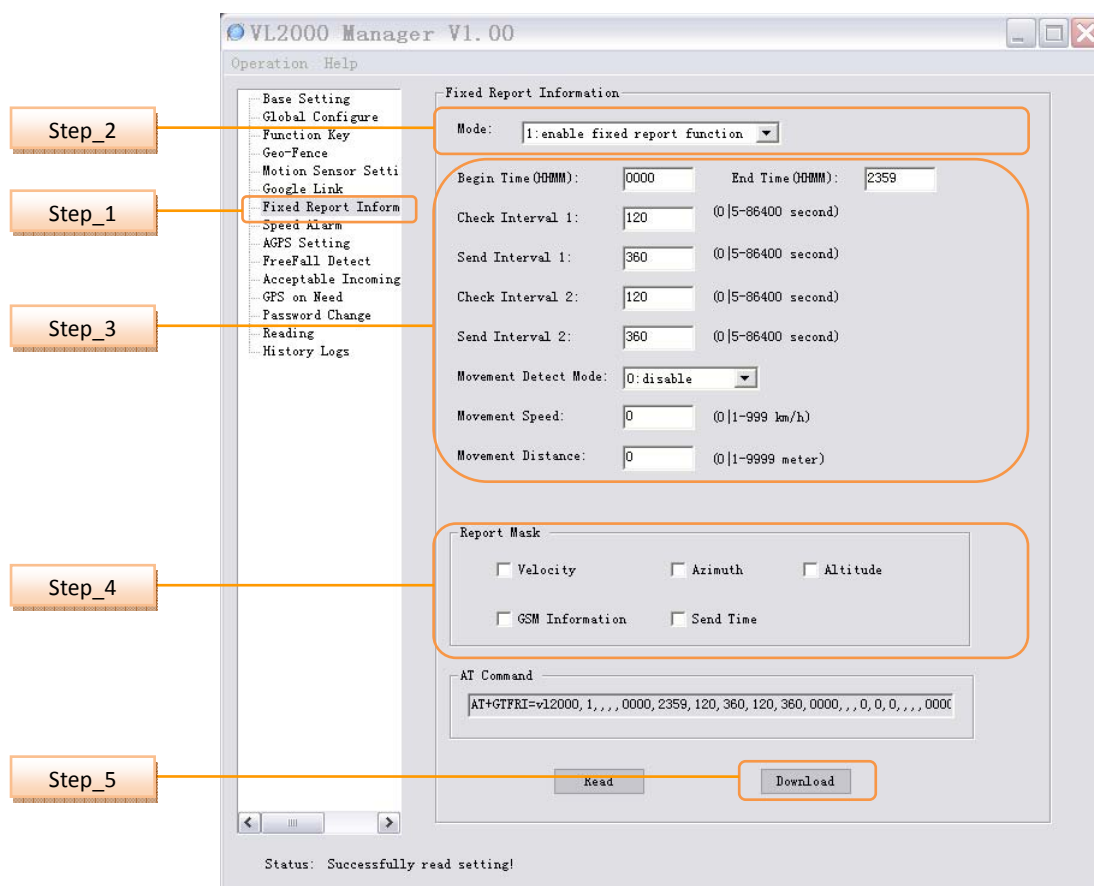 VL2000 Manager V1.00
Operation Help
Step_2
Step_1
Step_3
Step_4
Step_5
Base Setting
Global Configure
Function Key
Geo-Fence
Motion Sensor Setti
Google Link
Fixed Report Inform
Speed Alarm
AGPS Setting
FreeFall Detect
Acceptable Incoming
GPS on Need
Password Change
Reading
History Logs
Fixed Report Information
Mode: 1:enable fixed report function
Begin Time(HHMM): 0000 End Time(HHMM): 2359
Check Interval 1: 120 (0|5-86400 second)
Send Interval 1: 360 (0|5-86400 second)
Check Interval 2: 120 (0|5-86400 second)
Send Interval 2: 360 (0|5-86400 second)
Movement Detect Mode: 0:disable
Movement Speed: 0 (0|1-999 km/h)
Movement Distance: 0 (0|1-9999 meter)
Report Mask
Velocity Azimuth Altitude
GSM Information Send Time
AT Command
AT+GTFRI=vl2000,1,,,,0000,2359,120,360,120,360,0000,,,0,0,0,,,,0000
Read Download
Status: Successfully read setting!